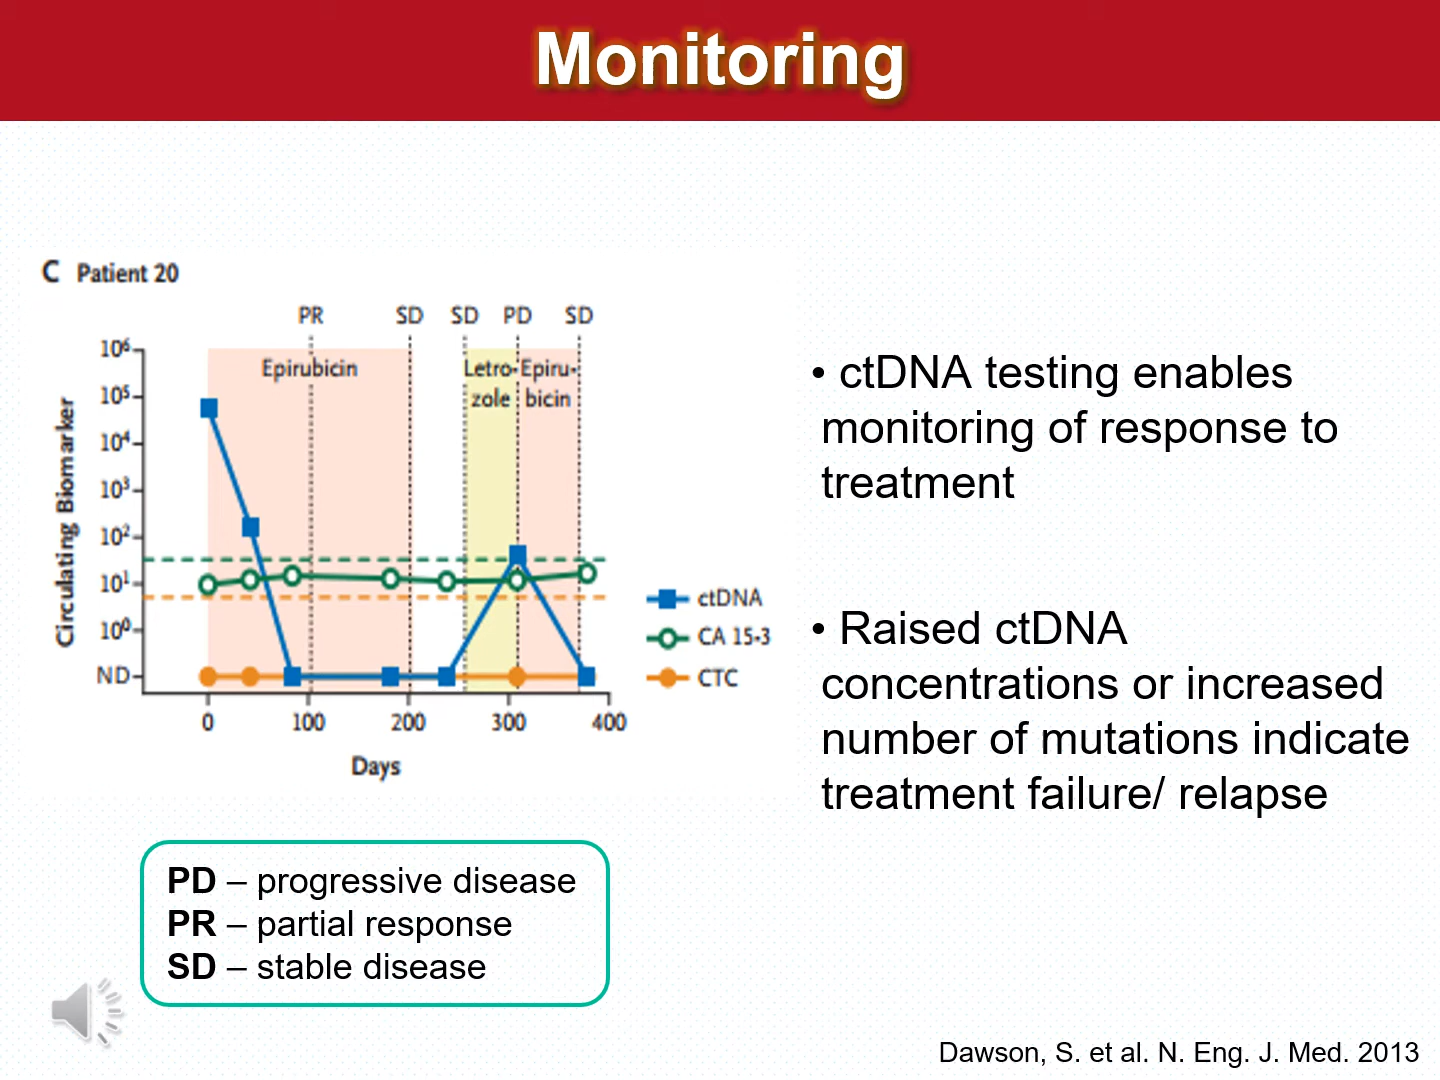 Monitoring
C Patient 20
PR SD SD PD SD
Epirubicin
Letro- Epiru-
zole bicin
10⁶
10⁵
10⁴
10³
10²
10¹
10⁰
ND
Circulating Biomarker
0 100 200 300 400
Days
ctDNA
CA 15-3
CTC
• ctDNA testing enables
monitoring of response to
treatment
• Raised ctDNA
concentrations or increased
number of mutations indicate
treatment failure/ relapse
PD – progressive disease
PR – partial response
SD – stable disease
Dawson, S. et al. N. Eng. J. Med. 2013